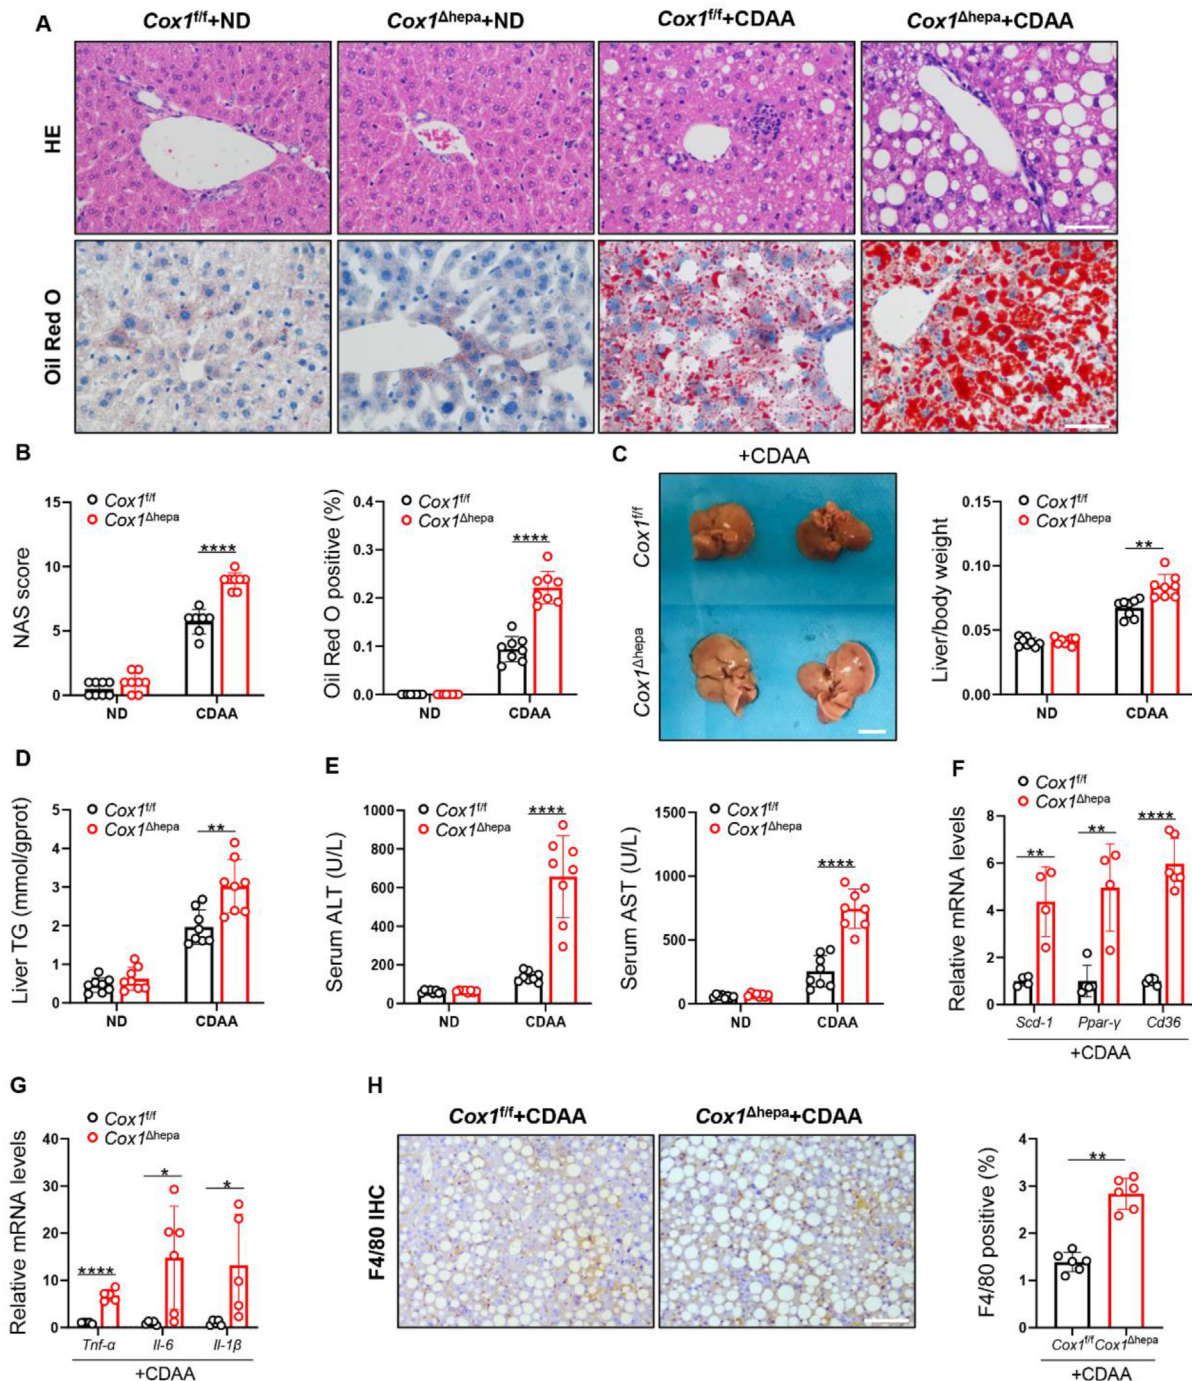 A
Cox1f/f+ND
Cox1Δhepa+ND
Cox1f/f+CDAA
Cox1Δhepa+CDAA
HE
Oil Red O
B
NAS score
15
10
5
0
Cox1f/f
Cox1Δhepa
****
ND
CDAA
Oil Red O positive (%)
0.4
0.3
0.2
0.1
0.0
Cox1f/f
Cox1Δhepa
****
ND
CDAA
C
+CDAA
Cox1f/f
Cox1Δhepa
Liver/body weight
0.15
0.10
0.05
0.00
Cox1f/f
Cox1Δhepa
**
ND
CDAA
D
Liver TG (mmol/gprot)
5
4
3
2
1
0
Cox1f/f
Cox1Δhepa
**
ND
CDAA
E
Serum ALT (U/L)
1000
800
600
400
200
0
Cox1f/f
Cox1Δhepa
****
ND
CDAA
Serum AST (U/L)
1500
1000
500
0
Cox1f/f
Cox1Δhepa
****
ND
CDAA
F
Relative mRNA levels
8
6
4
2
0
Cox1f/f
Cox1Δhepa
**
**
****
Scd-1
Ppar-γ
Cd36
+CDAA
G
Relative mRNA levels
40
30
20
10
0
Cox1f/f
Cox1Δhepa
****
*
*
Tnf-α
Il-6
Il-1β
+CDAA
H
Cox1f/f+CDAA
Cox1Δhepa+CDAA
F4/80 IHC
F4/80 positive (%)
4
3
2
1
0
**
Cox1f/f Cox1Δhepa
+CDAA